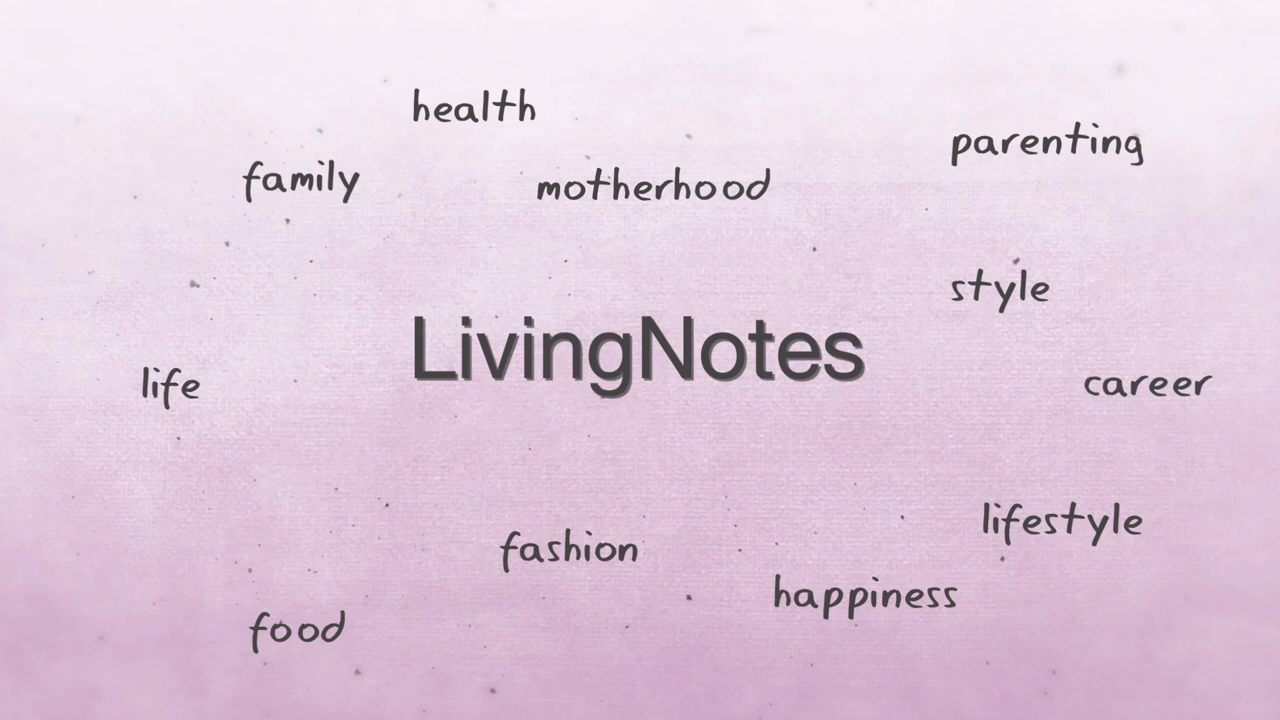 health
parenting
family
motherhood
style
LivingNotes
life
career
lifestyle
fashion
happiness
food